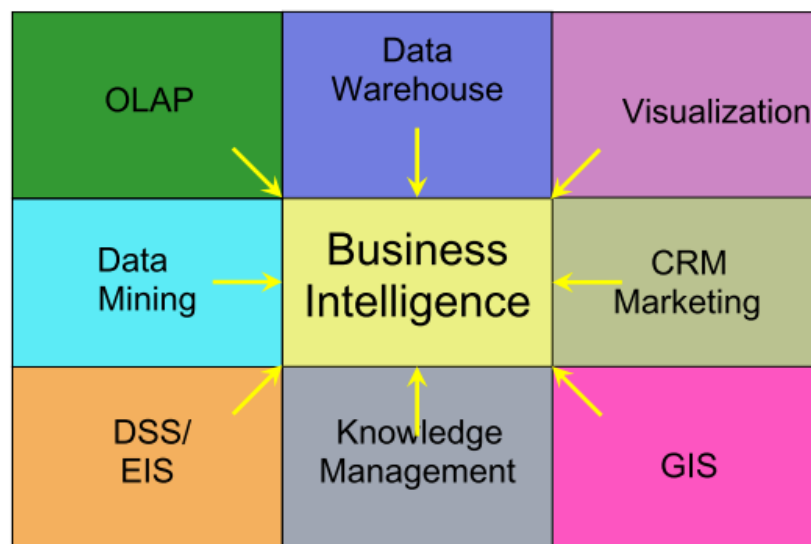 OLAP
Data
Warehouse
Visualization
Data
Mining
Business
Intelligence
CRM
Marketing
DSS/
EIS
Knowledge
Management
GIS